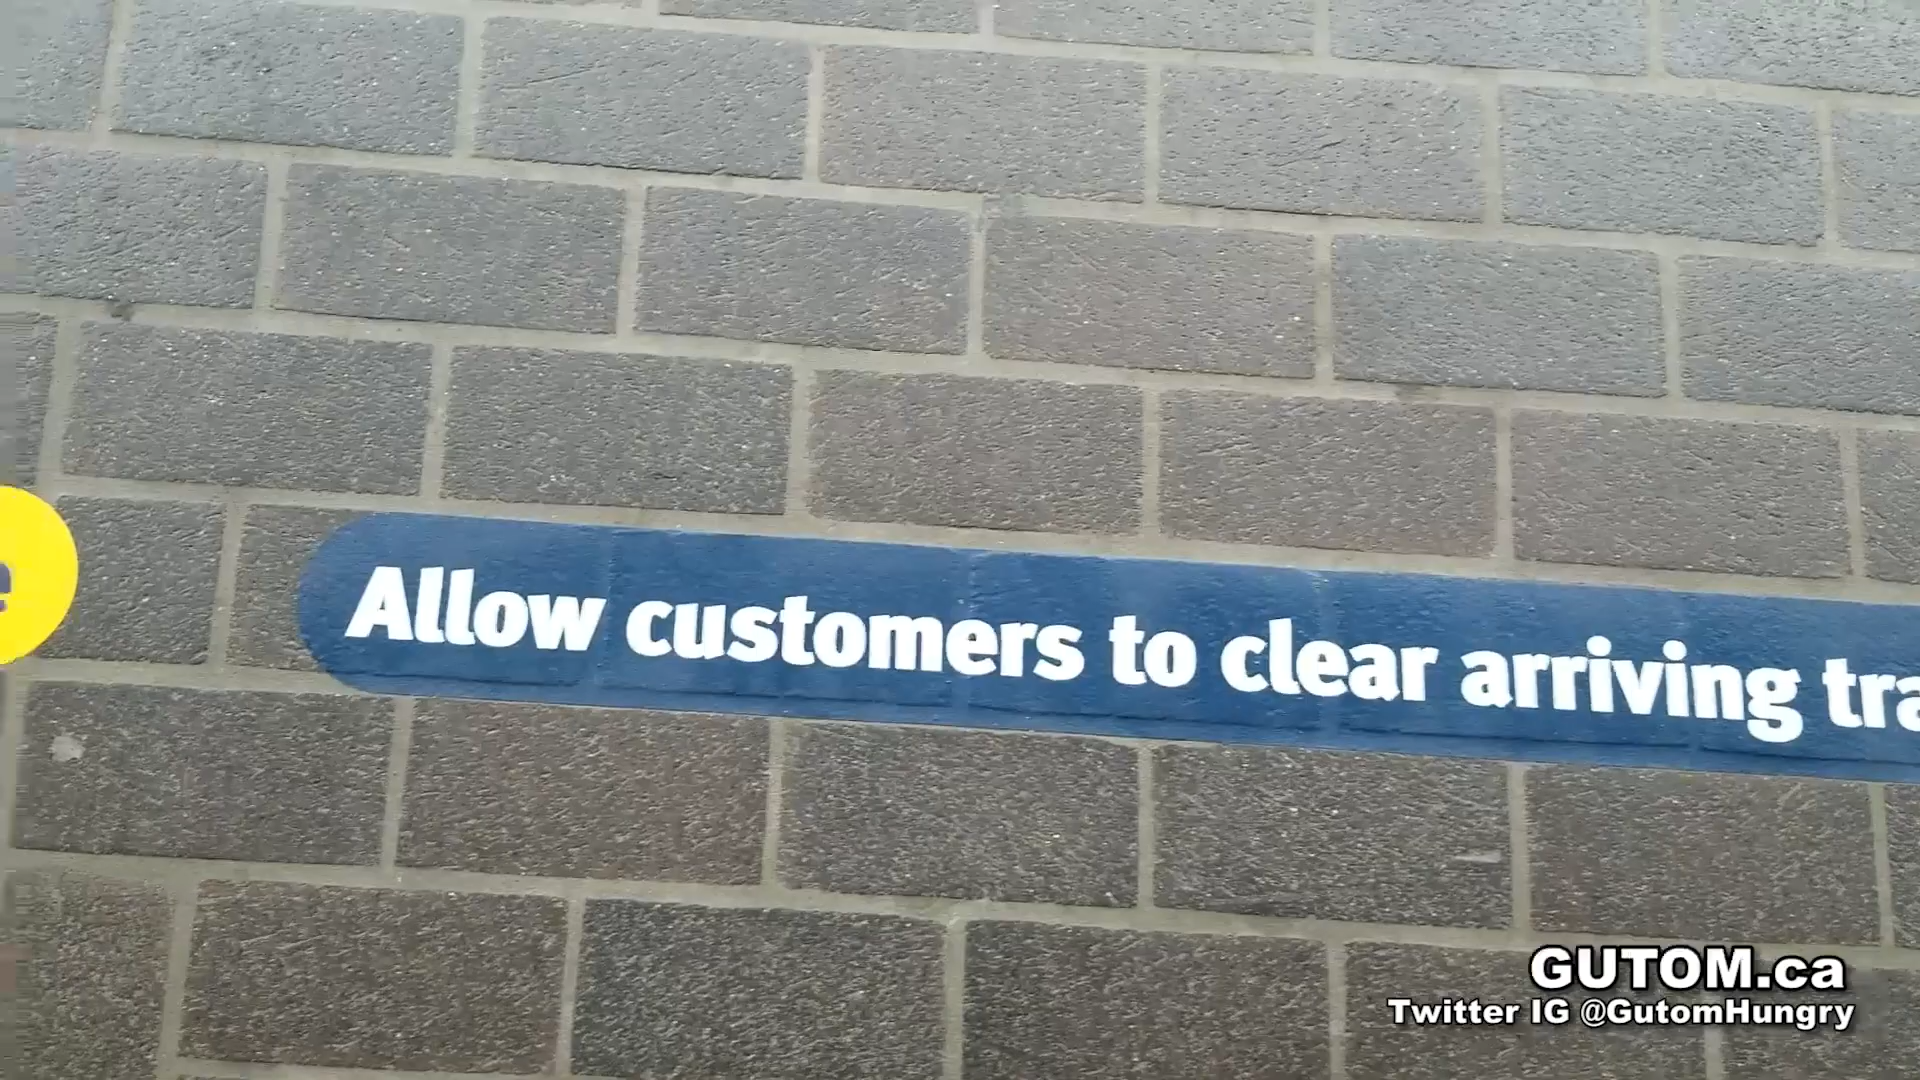 Allow customers to clear arriving
GUTOM.ca
Twitter IG @GutomHungry